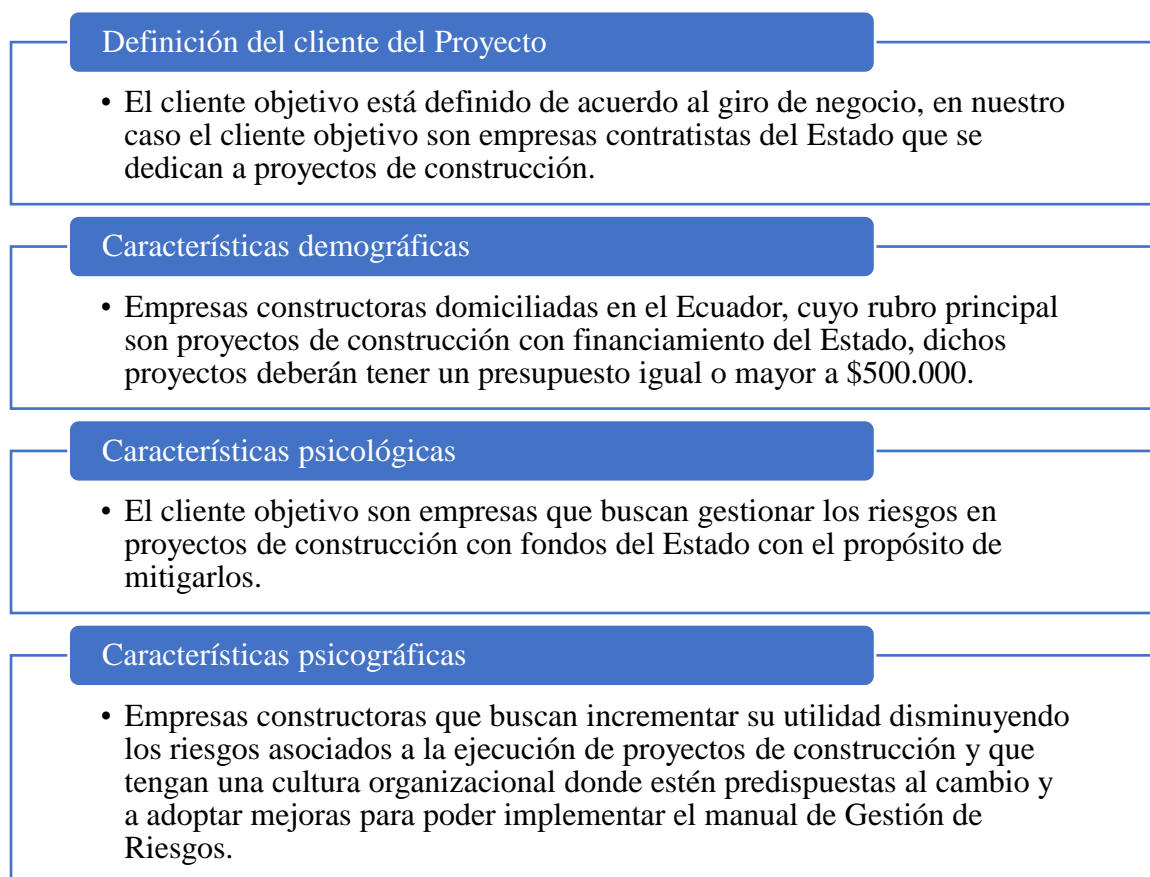 Definición del cliente del Proyecto
• El cliente objetivo está definido de acuerdo al giro de negocio, en nuestro
caso el cliente objetivo son empresas contratistas del Estado que se
dedican a proyectos de construcción.
Características demográficas
• Empresas constructoras domiciliadas en el Ecuador, cuyo rubro principal
son proyectos de construcción con financiamiento del Estado, dichos
proyectos deberán tener un presupuesto igual o mayor a $500.000.
Características psicológicas
• El cliente objetivo son empresas que buscan gestionar los riesgos en
proyectos de construcción con fondos del Estado con el propósito de
mitigarlos.
Características psicográficas
• Empresas constructoras que buscan incrementar su utilidad disminuyendo
los riesgos asociados a la ejecución de proyectos de construcción y que
tengan una cultura organizacional donde estén predispuestas al cambio y
a adoptar mejoras para poder implementar el manual de Gestión de
Riesgos.